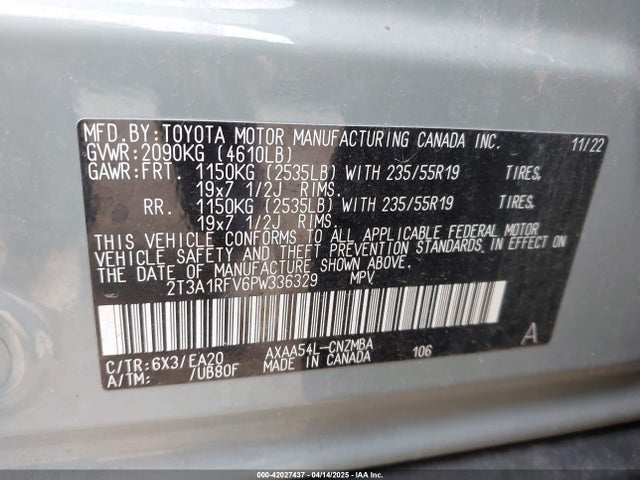 MFD.BY:TOYOTA MOTOR MANUFACTURING CANADA INC. 11/22
GVWR:2090KG (4610LB)
GAWR:FRT. 1150KG (2535LB) WITH 235/55R19 TIRES,
19x7 1/2J RIMS.
RR. 1150KG (2535LB) WITH 235/55R19 TIRES,
19x7 1/2J RIMS.
THIS VEHICLE CONFORMS TO ALL APPLICABLE FEDERAL MOTOR
VEHICLE SAFETY AND THEFT PREVENTION STANDARDS IN EFFECT ON
THE DATE OF MANUFACTURE SHOWN ABOVE.
2T3A1RFV6PW336329 MPV
C/TR:6X3/EA20 AXAA54L-CNZMBA 106 A
A/TM: /UB80F MADE IN CANADA
000-42027437 - 04/14/2025 - IAA Inc.